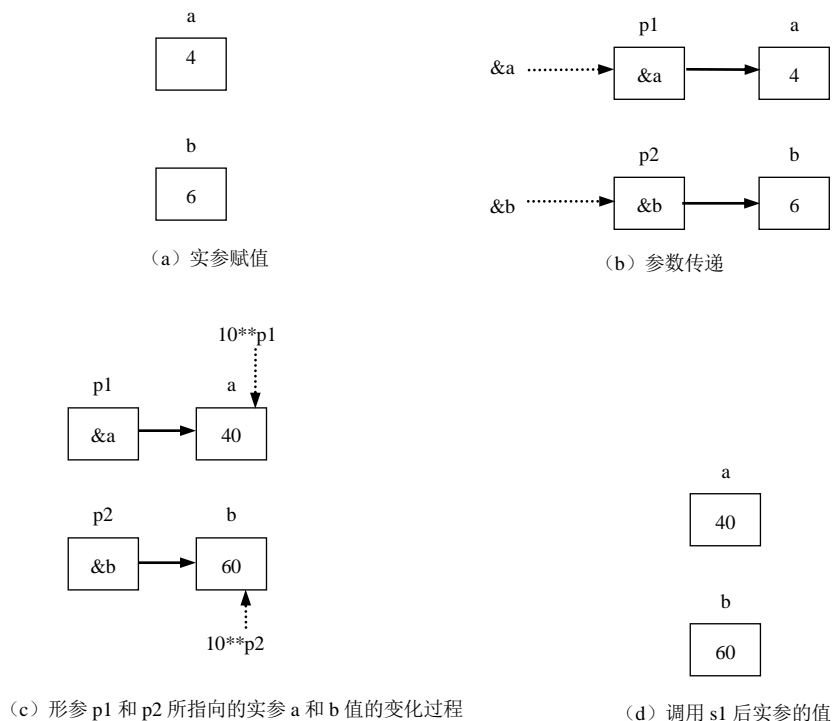 a
4
b
6
（a）实参赋值
p1 a
&a &a 4
p2 b
&b &b 6
（b）参数传递
10**p1
p1 a
&a 40
p2 b
&b 60
10**p2
（c）形参 p1 和 p2 所指向的实参 a 和 b 值的变化过程
a
40
b
60
（d）调用 s1 后实参的值